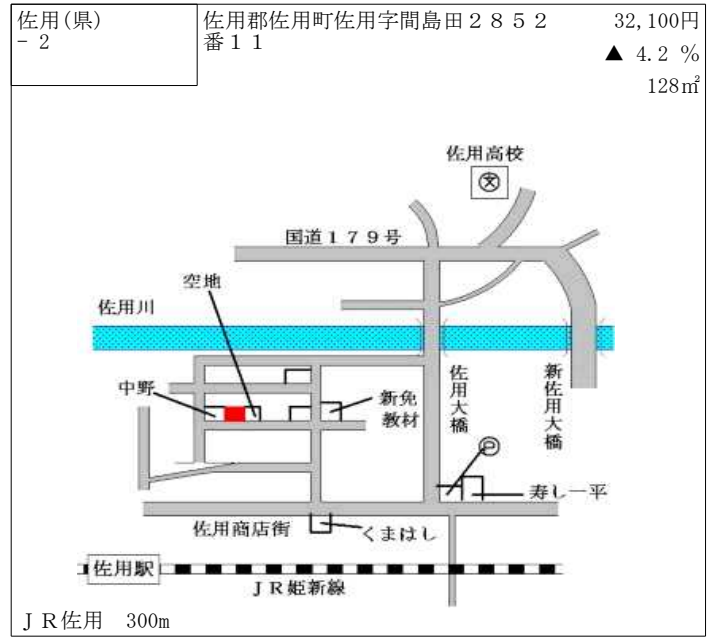 佐用(県)
- 2
佐用郡佐用町佐用字間島田２８５２
番１１
32,100円
▲ 4.2 %
128㎡
佐用高校
国道１７９号
空地
佐用川
中野
新免
教材
佐用大橋
新佐用大橋
寿し一平
佐用商店街
くまはし
佐用駅
ＪＲ姫新線
ＪＲ佐用　300m